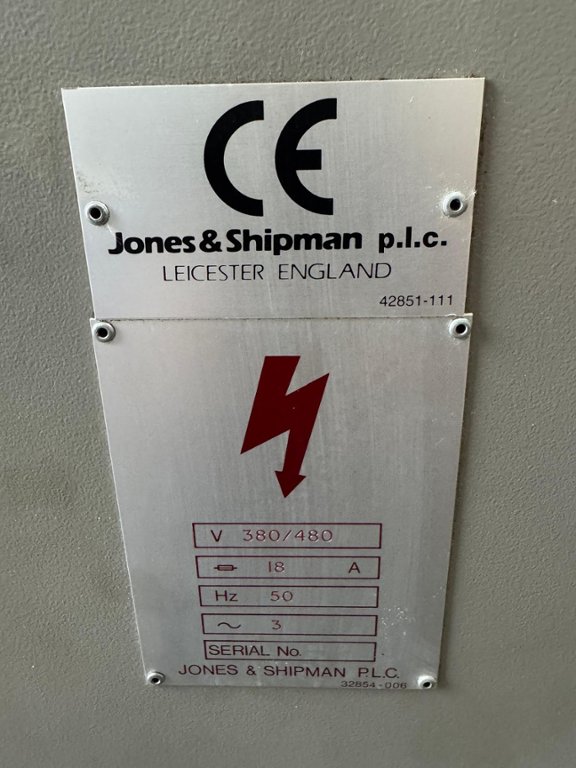 CE
Jones & Shipman p.l.c.
LEICESTER ENGLAND
42851-111
V 380/480
18 A
Hz 50
~ 3
SERIAL No.
JONES & SHIPMAN P.L.C.
32854-006